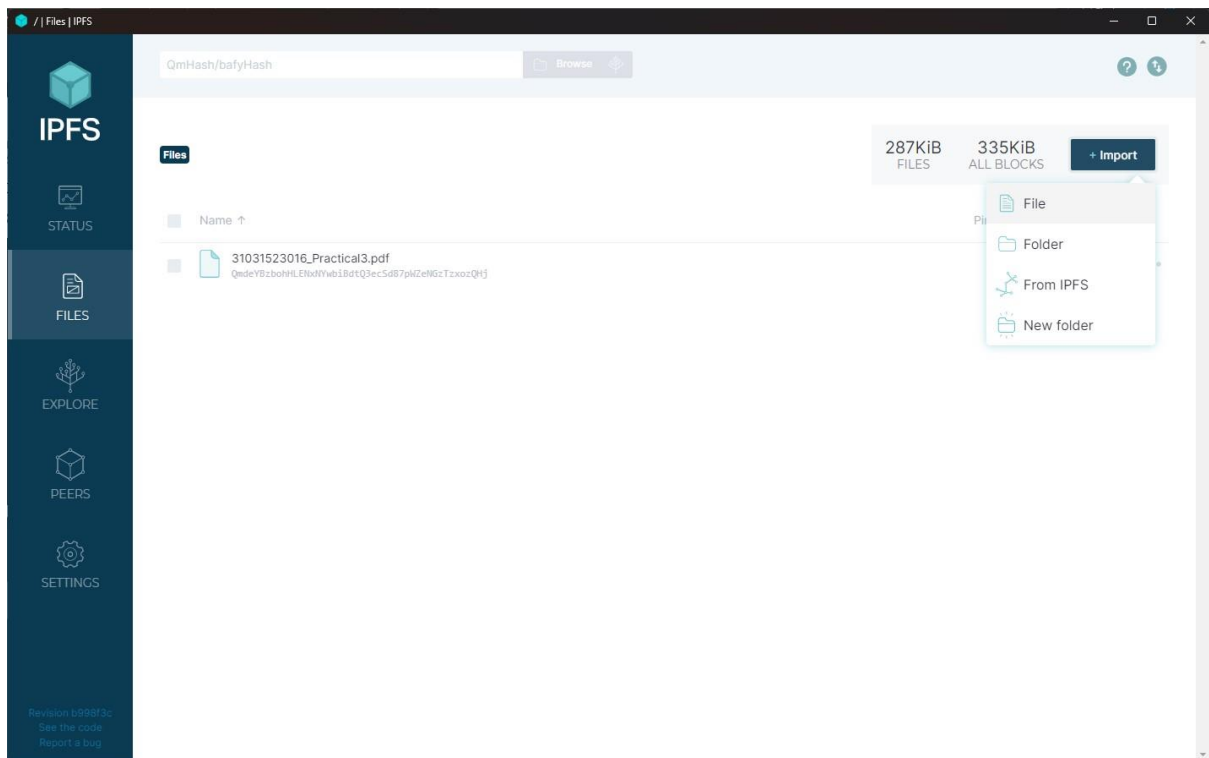 / | Files | IPFS
QmHash/bafyHash
Browse
IPFS
Files
287KiB
FILES
335KiB
ALL BLOCKS
+ Import
File
Folder
From IPFS
New folder
STATUS
Name ↑
31031523016_Practical3.pdf
FILES
EXPLORE
PEERS
SETTINGS
Revision b998f3c
See the code
Report a bug